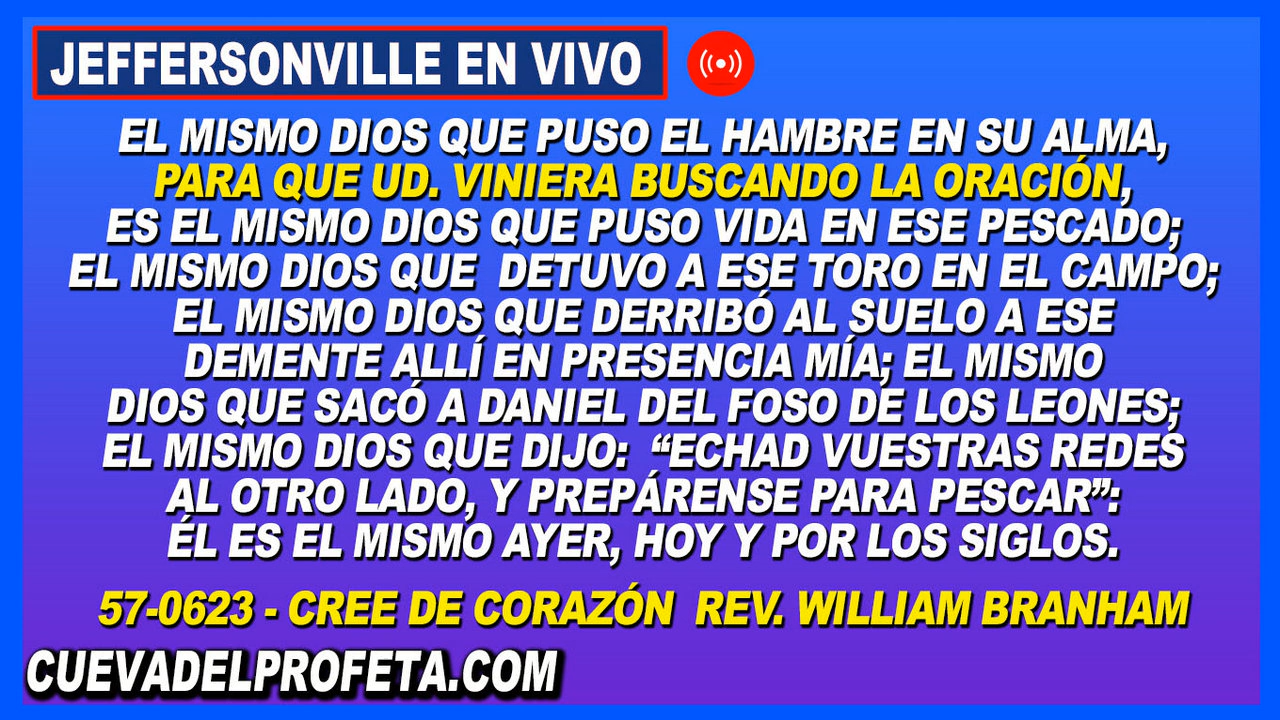 JEFFERSONVILLE EN VIVO
EL MISMO DIOS QUE PUSO EL HAMBRE EN SU ALMA,
PARA QUE UD. VINIERA BUSCANDO LA ORACIÓN,
ES EL MISMO DIOS QUE PUSO VIDA EN ESE PESCADO;
EL MISMO DIOS QUE DETUVO A ESE TORO EN EL CAMPO;
EL MISMO DIOS QUE DERRIBÓ AL SUELO A ESE
DEMENTE ALLÍ EN PRESENCIA MÍA; EL MISMO
DIOS QUE SACÓ A DANIEL DEL FOSO DE LOS LEONES;
EL MISMO DIOS QUE DIJO: “ECHAD VUESTRAS REDES
AL OTRO LADO, Y PREPÁRENSE PARA PESCAR”:
ÉL ES EL MISMO AYER, HOY Y POR LOS SIGLOS.
57-0623 - CREE DE CORAZÓN REV. WILLIAM BRANHAM
CUEVADELPROFETA.COM